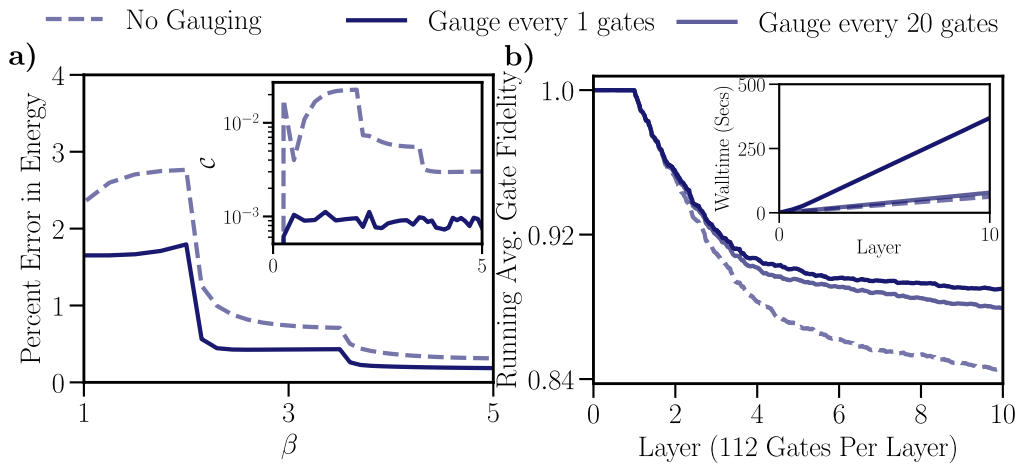 No Gauging
Gauge every 1 gates
Gauge every 20 gates
a)
Percent Error in Energy
4
3
2
1
0
1
3
5
β
C
10⁻²
10⁻³
0
5
b)
Running Avg. Gate Fidelity
1.0
0.92
0.84
0
2
4
6
8
10
Layer (112 Gates Per Layer)
Walltime (Secs)
500
250
0
0
10
Layer